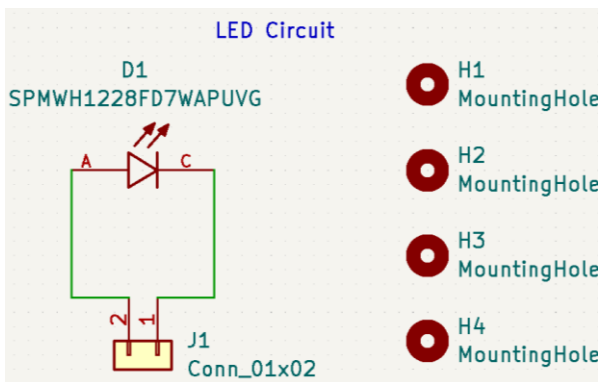 LED Circuit
D1
SPMWH1228FD7WAPUVG
A
C
2
1
J1
Conn_01x02
H1
MountingHole
H2
MountingHole
H3
MountingHole
H4
MountingHole